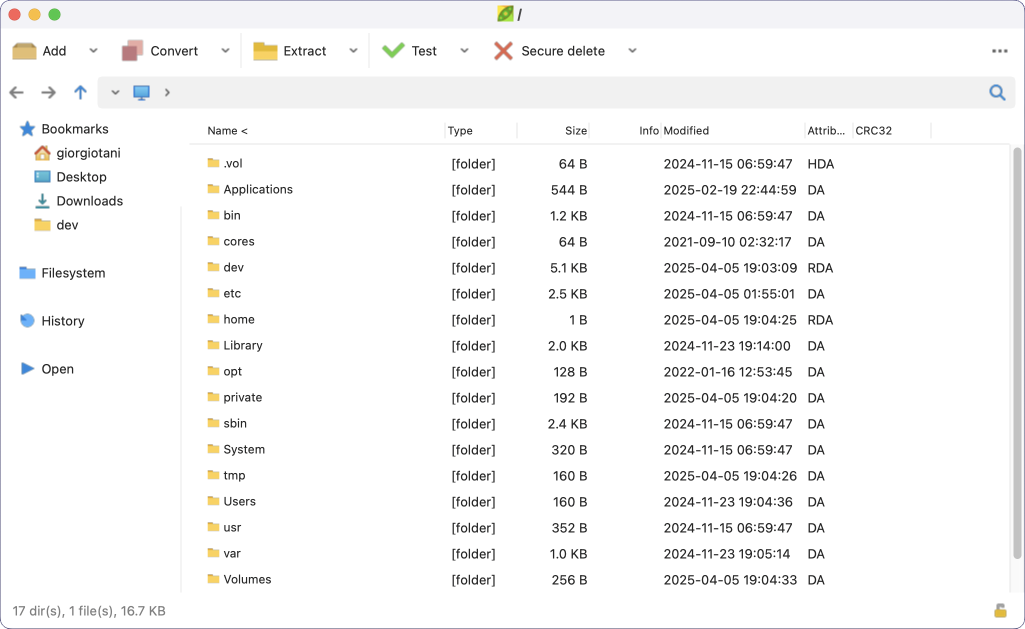 /
Add Convert Extract Test Secure delete
Bookmarks
giorgiotani
Desktop
Downloads
dev
Filesystem
History
Open
Name < Type Size Info Modified Attrib... CRC32
.vol [folder] 64 B 2024-11-15 06:59:47 HDA
Applications [folder] 544 B 2025-02-19 22:44:59 DA
bin [folder] 1.2 KB 2024-11-15 06:59:47 DA
cores [folder] 64 B 2021-09-10 02:32:17 DA
dev [folder] 5.1 KB 2025-04-05 19:03:09 RDA
etc [folder] 2.5 KB 2025-04-05 01:55:01 DA
home [folder] 1 B 2025-04-05 19:04:25 RDA
Library [folder] 2.0 KB 2024-11-23 19:14:00 DA
opt [folder] 128 B 2022-01-16 12:53:45 DA
private [folder] 192 B 2025-04-05 19:04:20 DA
sbin [folder] 2.4 KB 2024-11-15 06:59:47 DA
System [folder] 320 B 2024-11-15 06:59:47 DA
tmp [folder] 160 B 2025-04-05 19:04:26 DA
Users [folder] 160 B 2024-11-23 19:04:36 DA
usr [folder] 352 B 2024-11-15 06:59:47 DA
var [folder] 1.0 KB 2024-11-23 19:05:14 DA
Volumes [folder] 256 B 2025-04-05 19:04:33 DA
17 dir(s), 1 file(s), 16.7 KB